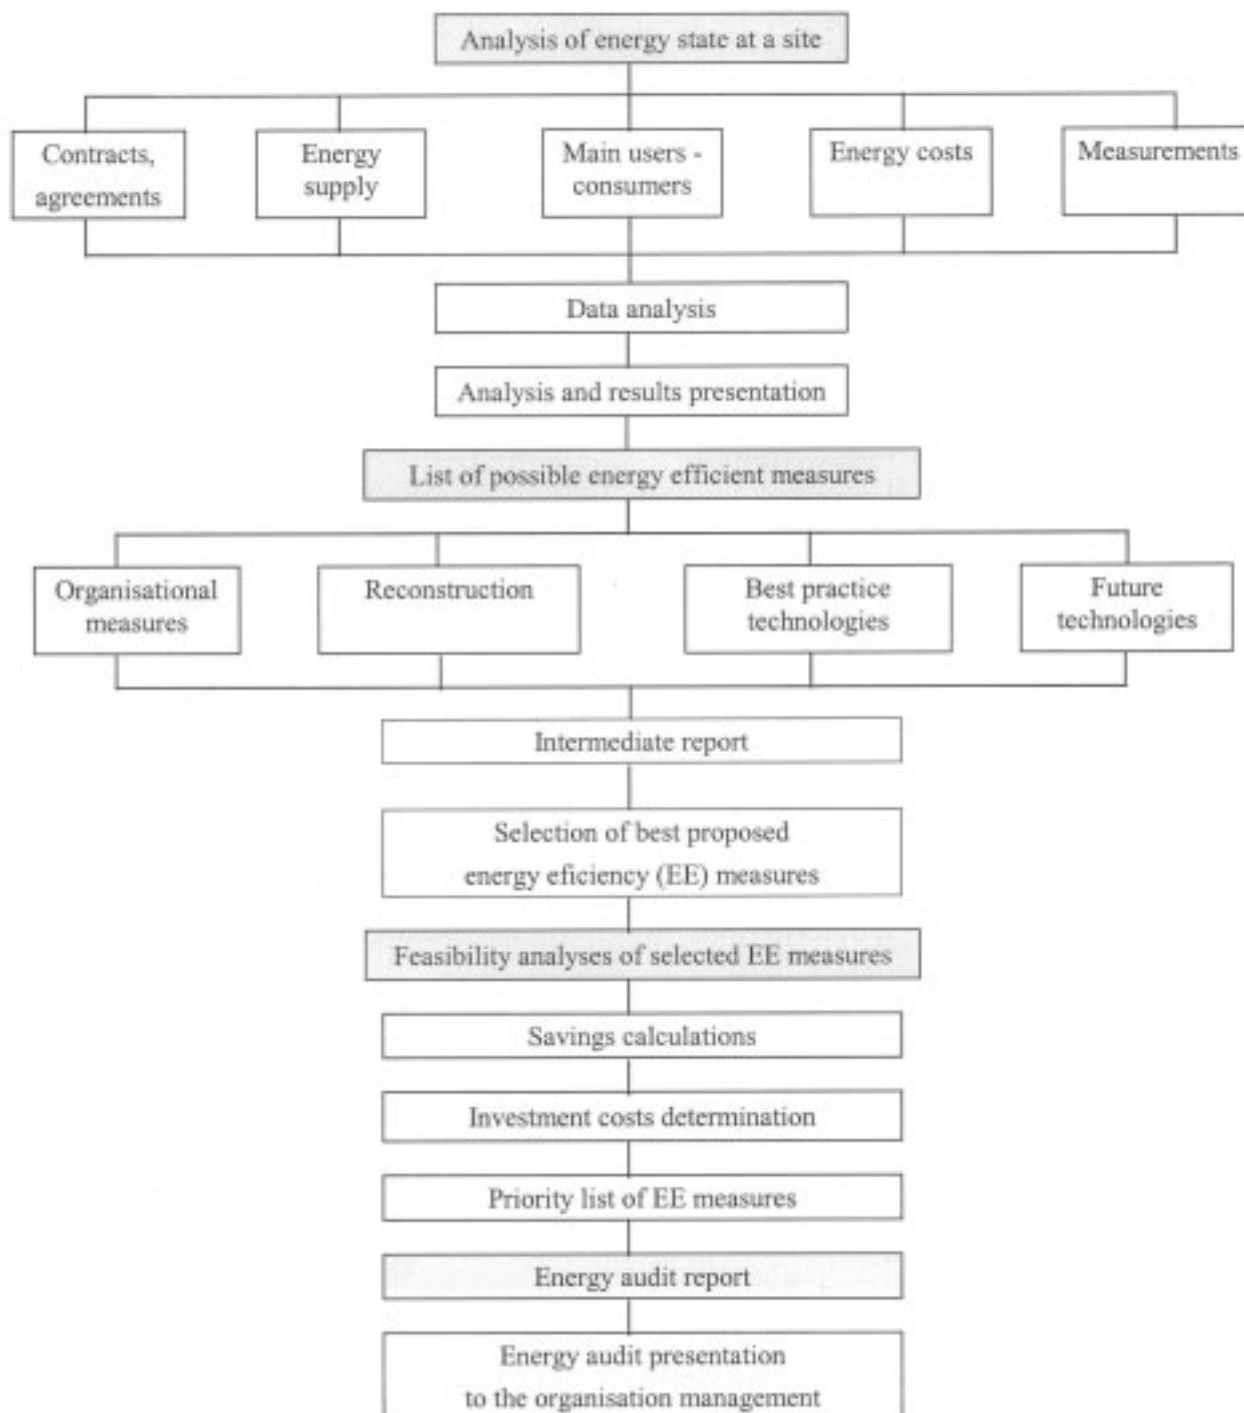 Analysis of energy state at a site
Contracts,
agreements
Energy
supply
Main users -
consumers
Energy costs
Measurements
Data analysis
Analysis and results presentation
List of possible energy efficient measures
Organisational
measures
Reconstruction
Best practice
technologies
Future
technologies
Intermediate report
Selection of best proposed
energy eficiency (EE) measures
Feasibility analyses of selected EE measures
Savings calculations
Investment costs determination
Priority list of EE measures
Energy audit report
Energy audit presentation
to the organisation management